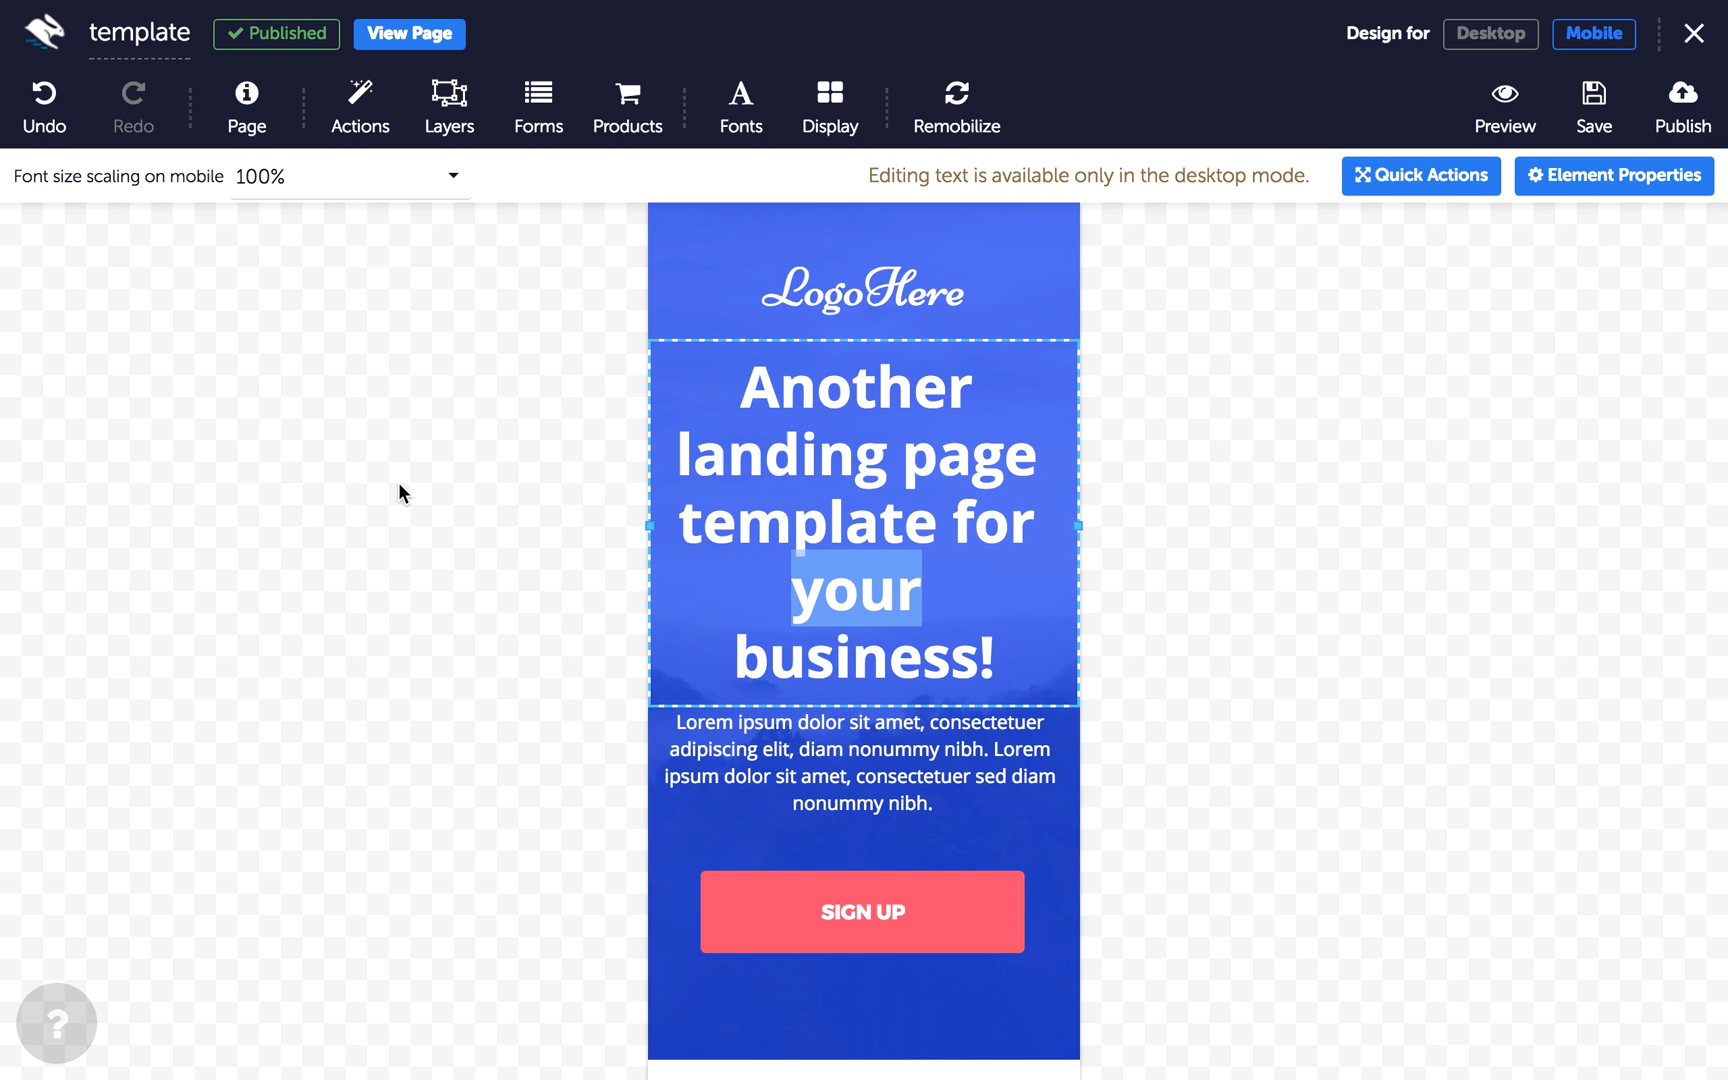 template
Published
View Page
Design for
Desktop
Mobile
Undo
Redo
Page
Actions
Layers
Forms
Products
Fonts
Display
Remobilize
Preview
Save
Publish
Font size scaling on mobile 100%
Editing text is available only in the desktop mode.
Quick Actions
Element Properties
LogoHere
Another
landing page
template for
your
business!
Lorem ipsum dolor sit amet, consectetuer
adipiscing elit, diam nonummy nibh. Lorem
ipsum dolor sit amet, consectetuer sed diam
nonummy nibh.
SIGN UP
?